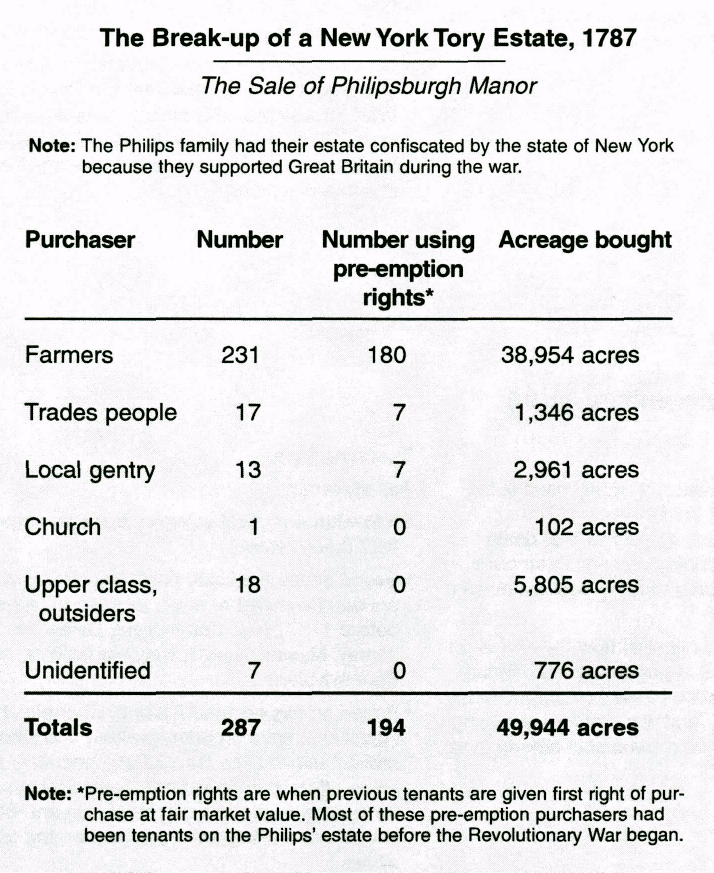 The Break-up of a New York Tory Estate, 1787
The Sale of Philipsburgh Manor
Note: The Philips family had their estate confiscated by the state of New York
because they supported Great Britain during the war.
Purchaser Number Number using Acreage bought
pre-emption
rights*
Farmers 231 180 38,954 acres
Trades people 17 7 1,346 acres
Local gentry 13 7 2,961 acres
Church 1 0 102 acres
Upper class, 18 0 5,805 acres
outsiders
Unidentified 7 0 776 acres
Totals 287 194 49,944 acres
Note: *Pre-emption rights are when previous tenants are given first right of pur-
chase at fair market value. Most of these pre-emption purchasers had
been tenants on the Philips' estate before the Revolutionary War began.